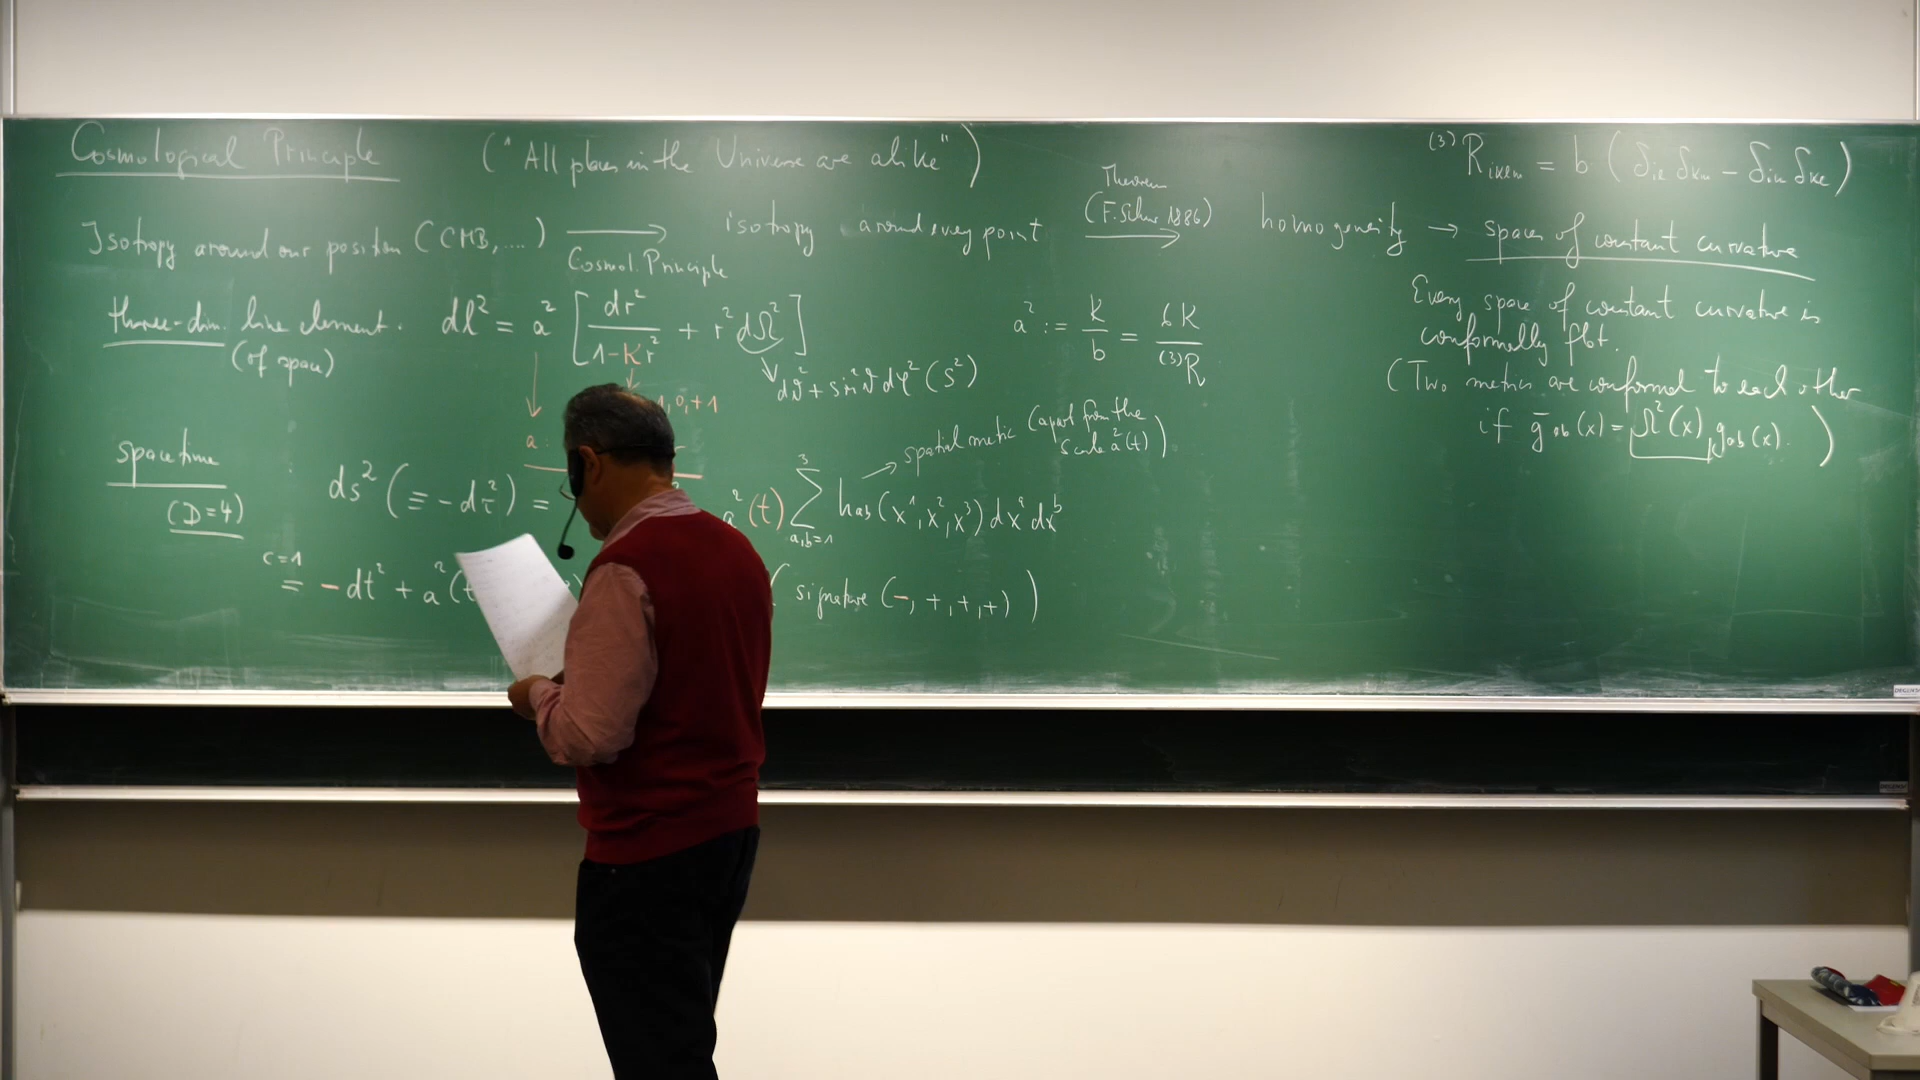 Cosmological Principle ("All places in the Universe are alike")
Isotropy around our position (CMB, ....) ⟶ isotropy around every point ⟶ homogeneity → spaces of constant curvature
Cosmol. Principle
Theorem
(F. Schur 1886)
⁽³⁾R_iklm = b (δ_il δ_km - δ_im δ_kl)
three-dim. line element. dl² = a² [dr²/(1-Kr²) + r² dΩ²]
(of space)
dϑ² + sin²ϑ dφ² (S²)
1, 0, +1
a² := k/b = 6K/⁽³⁾R
Every space of constant curvature is
conformally flat.
(Two metrics are conformal to each other
if ḡ_ab(x) = Ω²(x) g_ab(x).)
a:
spacetime
(D=4)
ds² (≡ -dτ²) =
a²(t) Σ_{a,b=1}^3 h_ab(x¹, x², x³) dx^a dx^b
spatial metric (apart from the
scale a²(t))
c=1
= -dt² + a²(t
(signature (-, +, +, +))